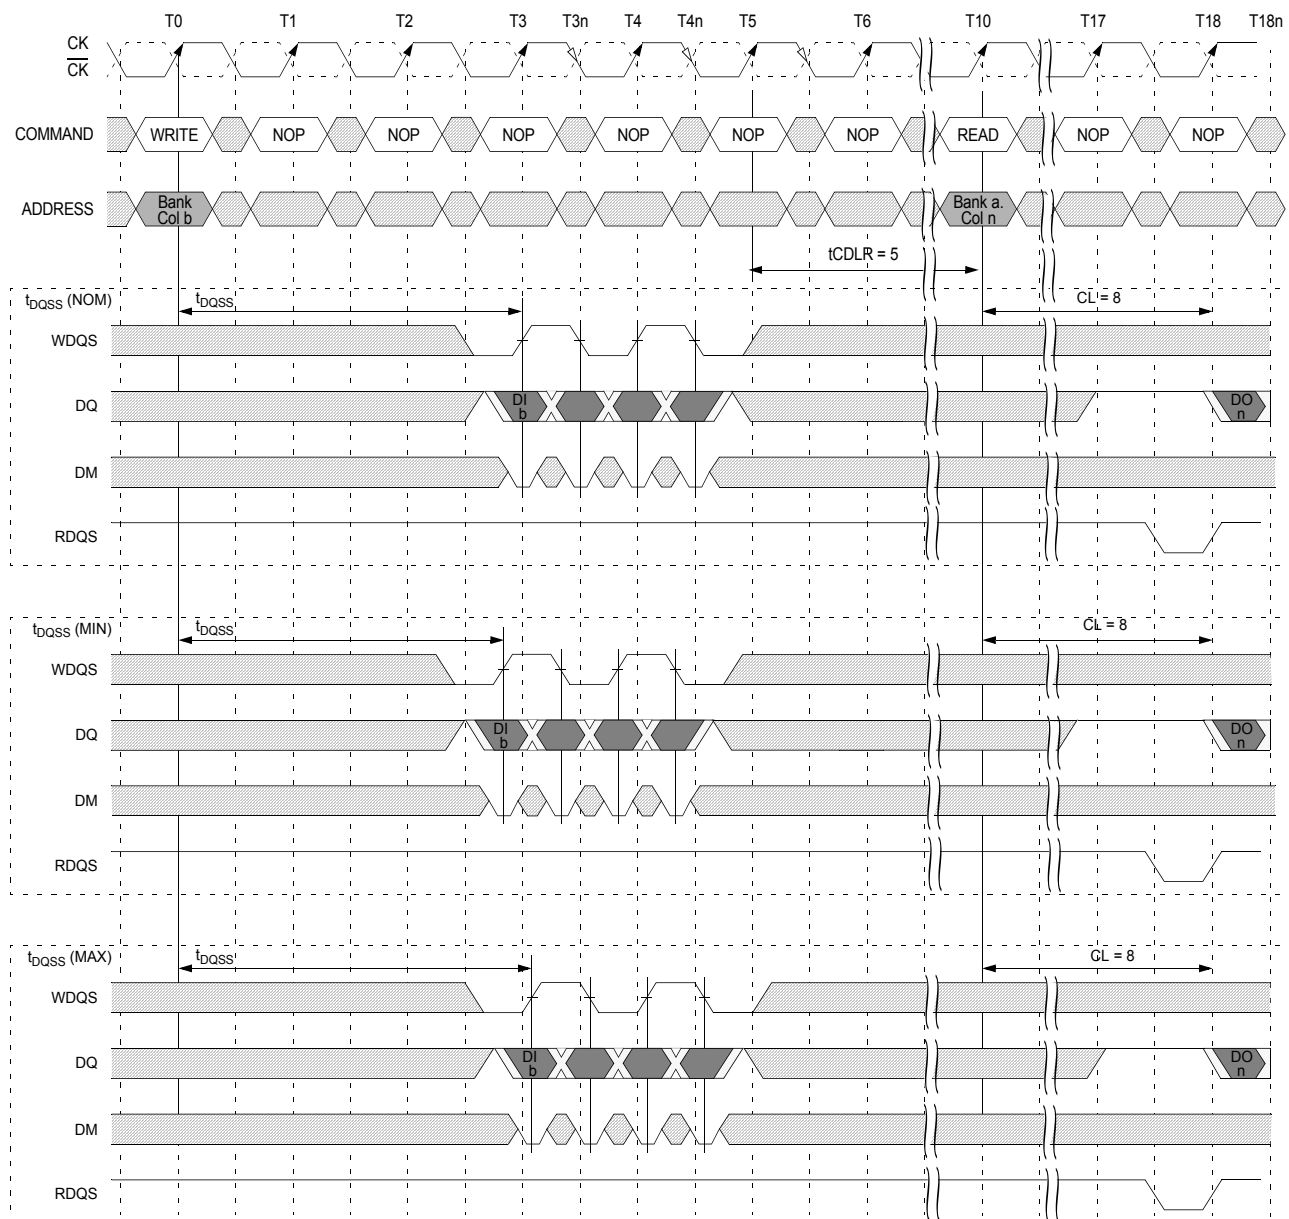 T0 T1 T2 T3 T3n T4 T4n T5 T6 T10 T17 T18 T18n
CK
CK
COMMAND WRITE NOP NOP NOP NOP NOP NOP READ NOP NOP
ADDRESS Bank Col b Bank a. Col n
tCDLR = 5
tDQSS (NOM) tDQSS CL = 8
WDQS
DQ DI b DO n
DM
RDQS
tDQSS (MIN) tDQSS CL = 8
WDQS
DQ DI b DO n
DM
RDQS
tDQSS (MAX) tDQSS CL = 8
WDQS
DQ DI b DO n
DM
RDQS